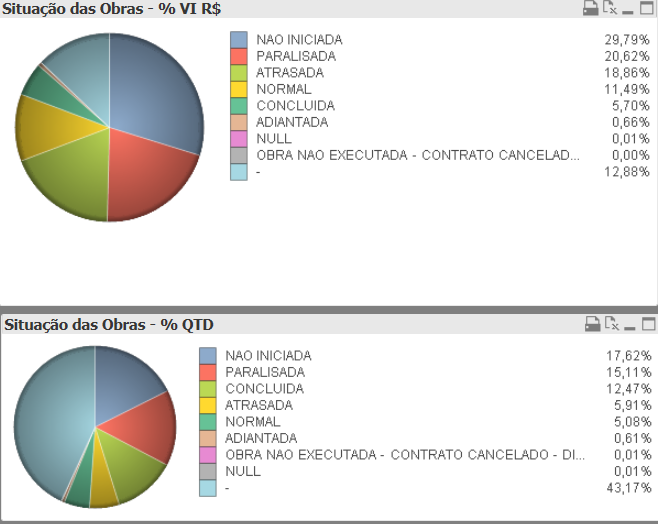 Situação das Obras - % VI R$
NAO INICIADA 29,79%
PARALISADA 20,62%
ATRASADA 18,86%
NORMAL 11,49%
CONCLUIDA 5,70%
ADIANTADA 0,66%
NULL 0,01%
OBRA NAO EXECUTADA - CONTRATO CANCELAD... 0,00%
- 12,88%
Situação das Obras - % QTD
NAO INICIADA 17,62%
PARALISADA 15,11%
CONCLUIDA 12,47%
ATRASADA 5,91%
NORMAL 5,08%
ADIANTADA 0,61%
OBRA NAO EXECUTADA - CONTRATO CANCELADO - DI... 0,01%
NULL 0,01%
- 43,17%